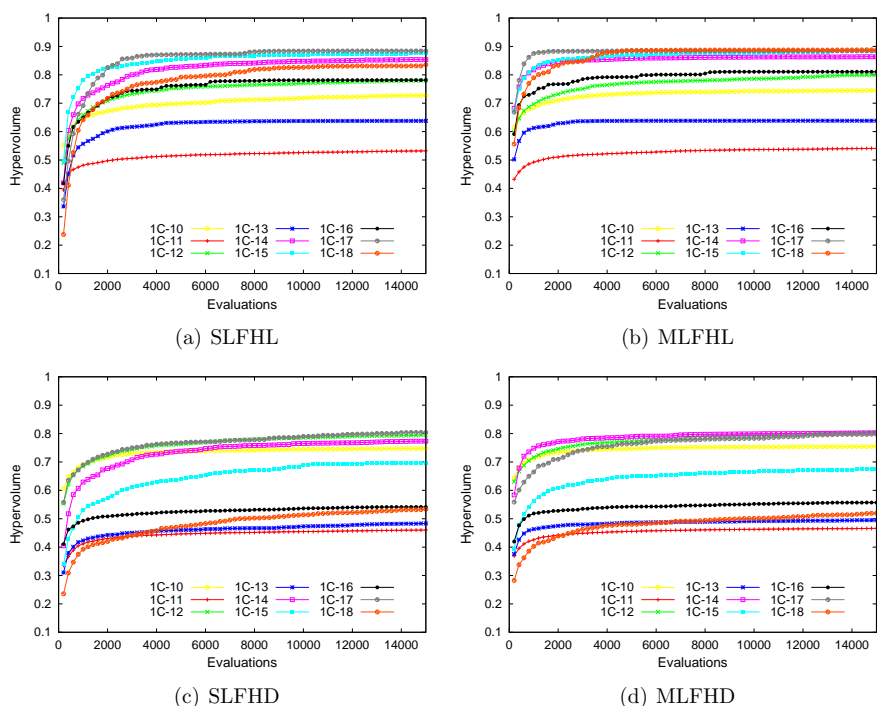 1
0.9
0.8
0.7
0.6
0.5
0.4
0.3
0.2
0.1
Hypervolume
1C-10 1C-13 1C-16
1C-11 1C-14 1C-17
1C-12 1C-15 1C-18
0 2000 4000 6000 8000 10000 12000 14000
Evaluations
(a) SLFHL
1
0.9
0.8
0.7
0.6
0.5
0.4
0.3
0.2
0.1
Hypervolume
1C-10 1C-13 1C-16
1C-11 1C-14 1C-17
1C-12 1C-15 1C-18
0 2000 4000 6000 8000 10000 12000 14000
Evaluations
(b) MLFHL
1
0.9
0.8
0.7
0.6
0.5
0.4
0.3
0.2
0.1
Hypervolume
1C-10 1C-13 1C-16
1C-11 1C-14 1C-17
1C-12 1C-15 1C-18
0 2000 4000 6000 8000 10000 12000 14000
Evaluations
(c) SLFHD
1
0.9
0.8
0.7
0.6
0.5
0.4
0.3
0.2
0.1
Hypervolume
1C-10 1C-13 1C-16
1C-11 1C-14 1C-17
1C-12 1C-15 1C-18
0 2000 4000 6000 8000 10000 12000 14000
Evaluations
(d) MLFHD